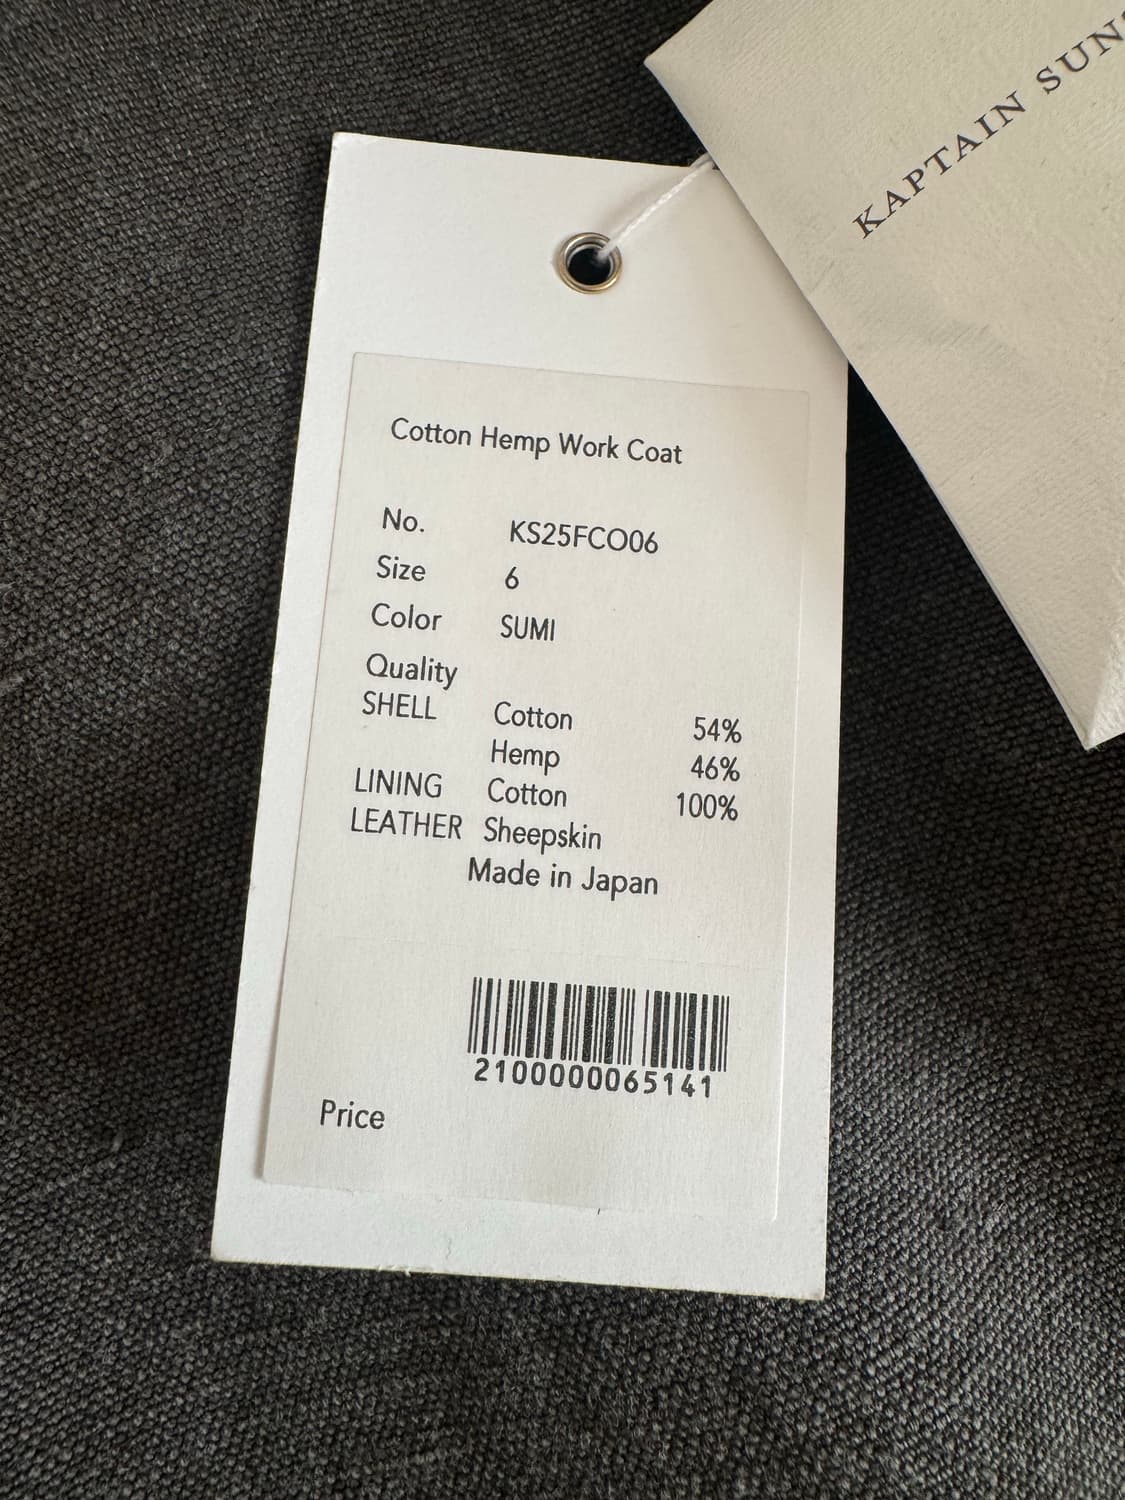 KAPTAIN
Cotton Hemp Work Coat
No. KS25FCO06
Size 6
Color SUMI
Quality
SHELL Cotton 54%
Hemp 46%
LINING Cotton 100%
LEATHER Sheepskin
Made in Japan
2100000065141
Price